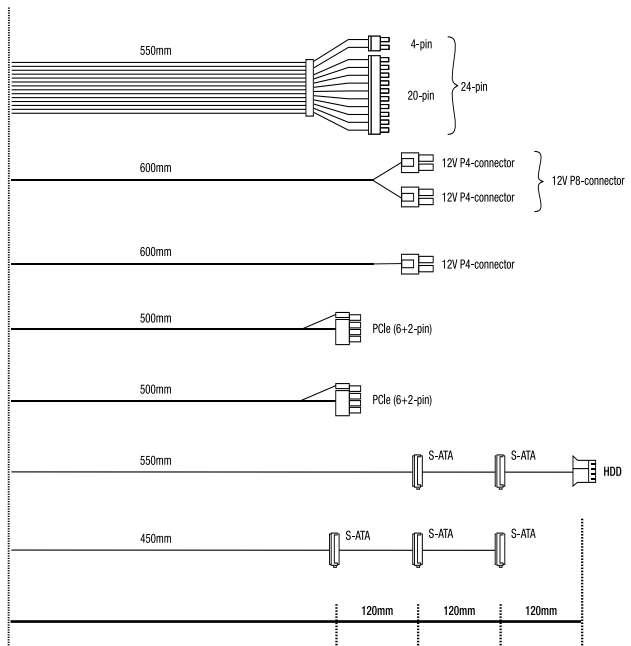 550mm
4-pin
20-pin
24-pin
600mm
12V P4-connector
12V P4-connector
12V P8-connector
600mm
12V P4-connector
500mm
PCIe (6+2-pin)
500mm
PCIe (6+2-pin)
550mm
S-ATA
S-ATA
HDD
450mm
S-ATA
S-ATA
S-ATA
120mm
120mm
120mm